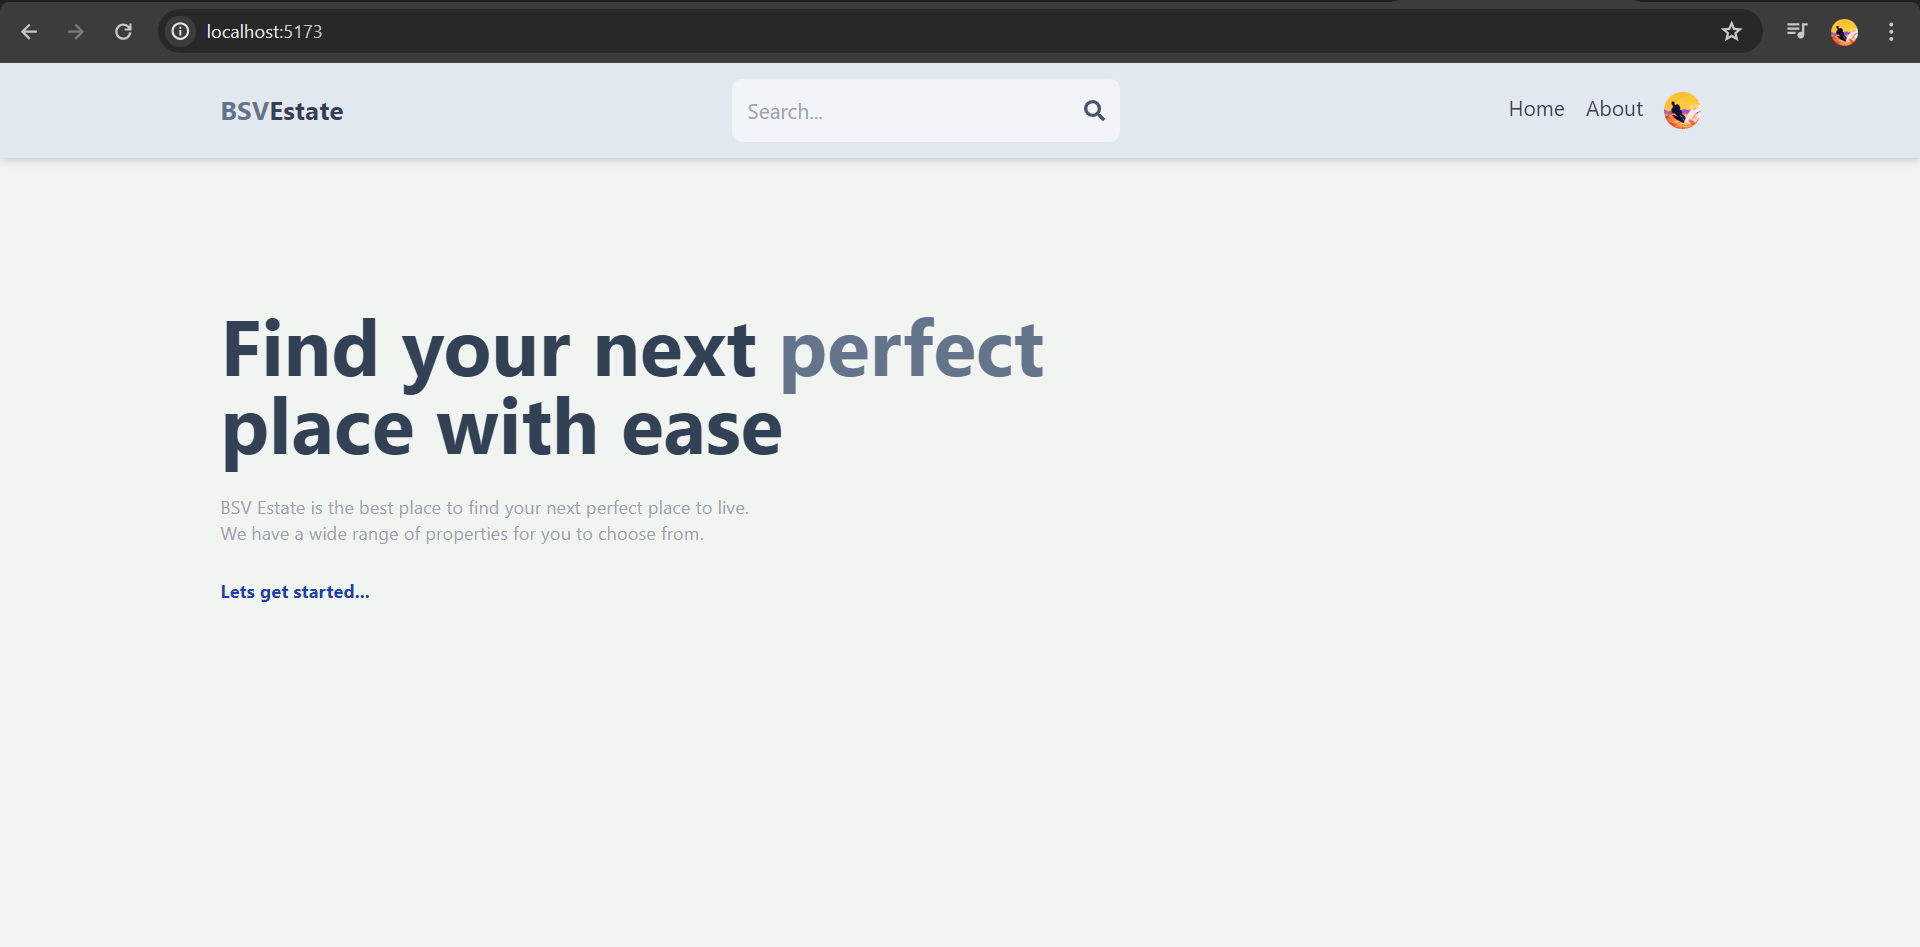 localhost:5173
BSVEstate
Search...
Home
About
Find your next perfect
place with ease
BSV Estate is the best place to find your next perfect place to live.
We have a wide range of properties for you to choose from.
Lets get started...